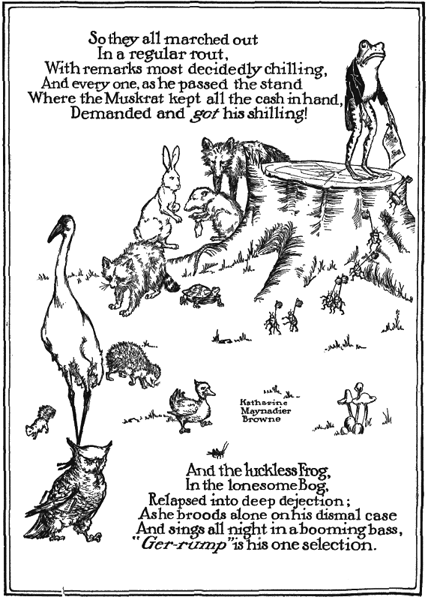 So they all marched out
In a regular rout,
With remarks most decidedly chilling,
And every one, as he passed the stand
Where the Muskrat kept all the cash in hand,
Demanded and got his shilling!
Katharine
Maynadier
Browne
And the luckless Frog,
In the lonesome Bog,
Relapsed into deep dejection;
As he broods alone on his dismal case
And sings all night in a booming bass,
"Ger-rump" is his one selection.